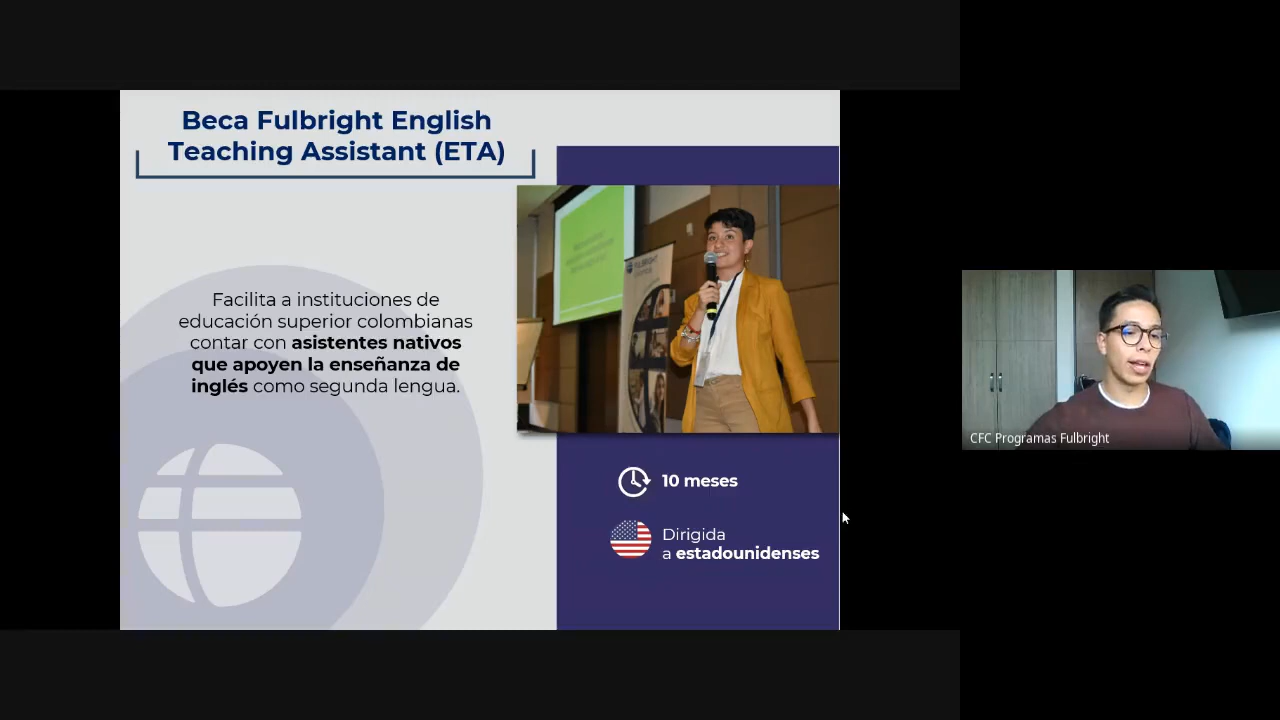 Beca Fulbright English
Teaching Assistant (ETA)
Facilita a instituciones de
educación superior colombianas
contar con asistentes nativos
que apoyen la enseñanza de
inglés como segunda lengua.
FULBRIGHT
10 meses
Dirigida
a estadounidenses
CFC Programas Fulbright